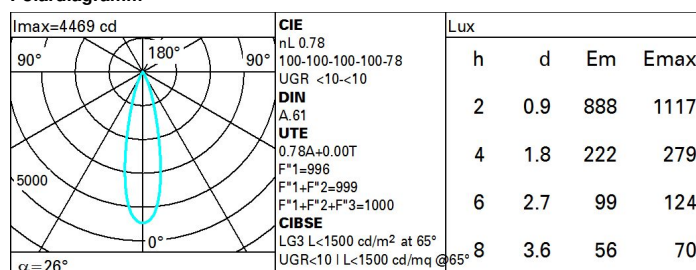 Imax=4469 cd
90°
180°
90°
5000
0°
α=26°
CIE
nL 0.78
100-100-100-100-78
UGR <10-<10
DIN
A.61
UTE
0.78A+0.00T
F"1=996
F"1+F"2=999
F"1+F"2+F"3=1000
CIBSE
LG3 L<1500 cd/m² at 65°
UGR<10 | L<1500 cd/mq @65°
Lux
h d Em Emax
2 0.9 888 1117
4 1.8 222 279
6 2.7 99 124
8 3.6 56 70